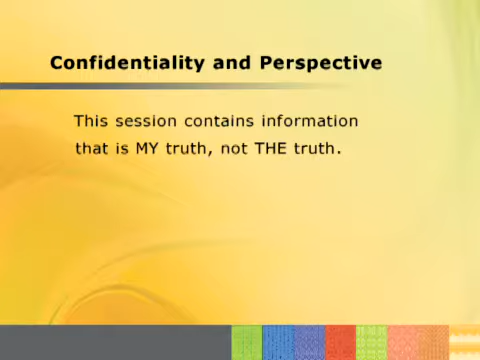 Confidentiality and Perspective
This session contains information
that is MY truth, not THE truth.